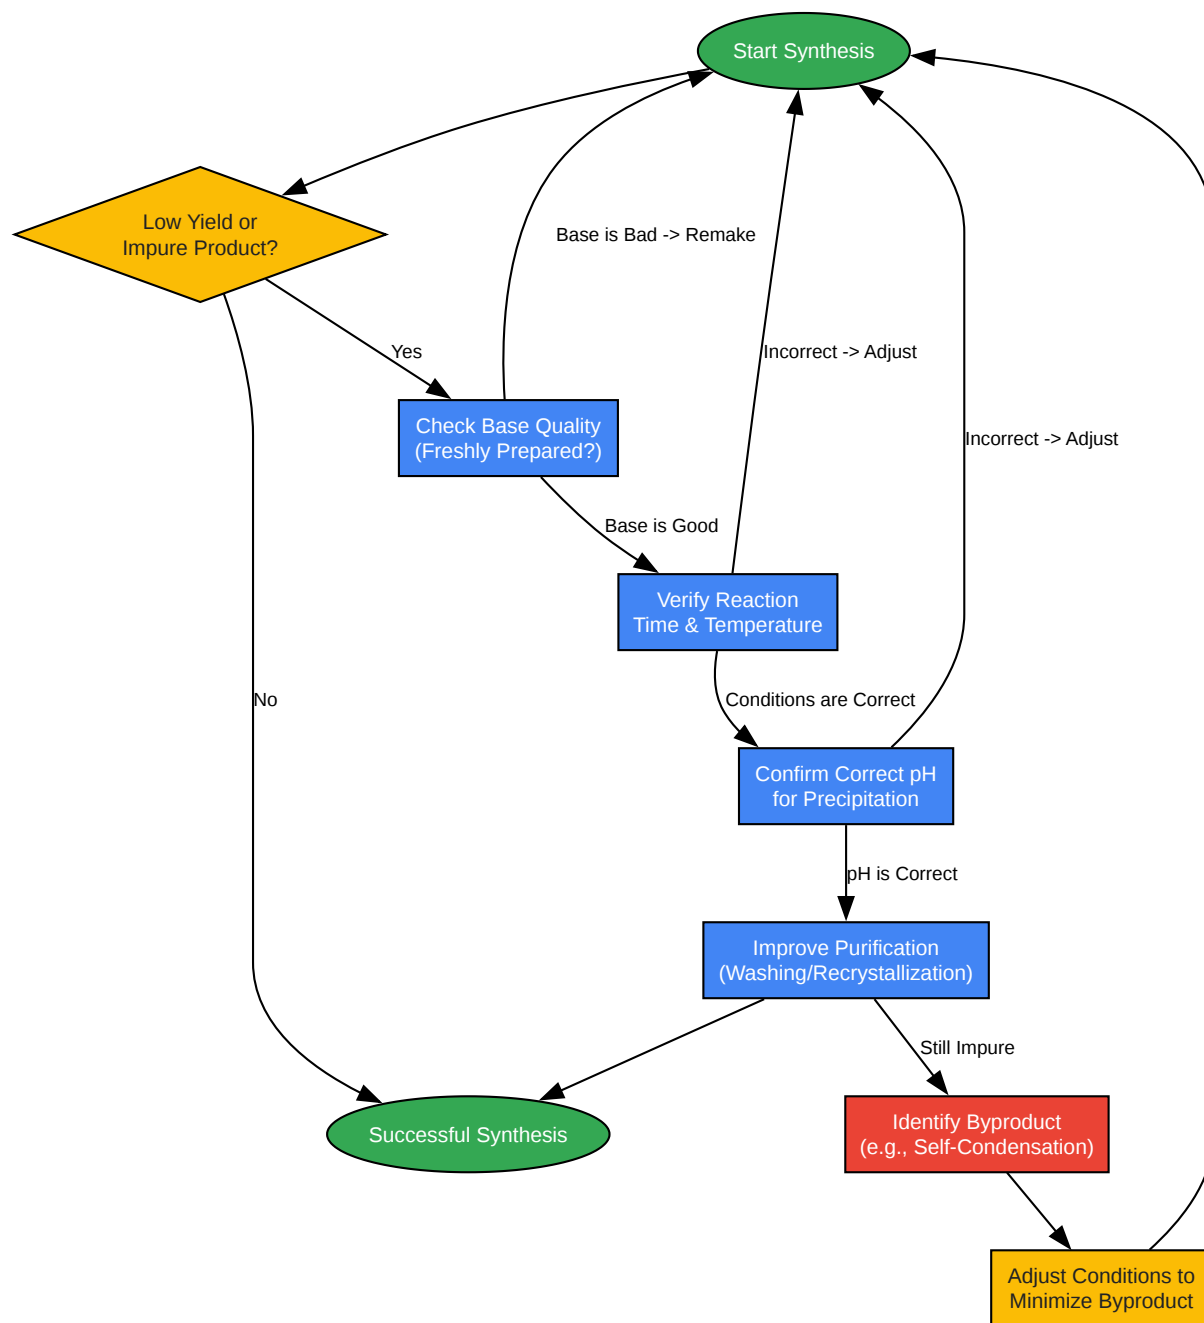 Start Synthesis
Low Yield or
Impure Product?
Base is Bad -> Remake
Yes
Incorrect -> Adjust
Check Base Quality
(Freshly Prepared?)
Incorrect -> Adjust
Base is Good
Verify Reaction
Time & Temperature
No
Conditions are Correct
Confirm Correct pH
for Precipitation
pH is Correct
Improve Purification
(Washing/Recrystallization)
Still Impure
Successful Synthesis
Identify Byproduct
(e.g., Self-Condensation)
Adjust Conditions to
Minimize Byproduct